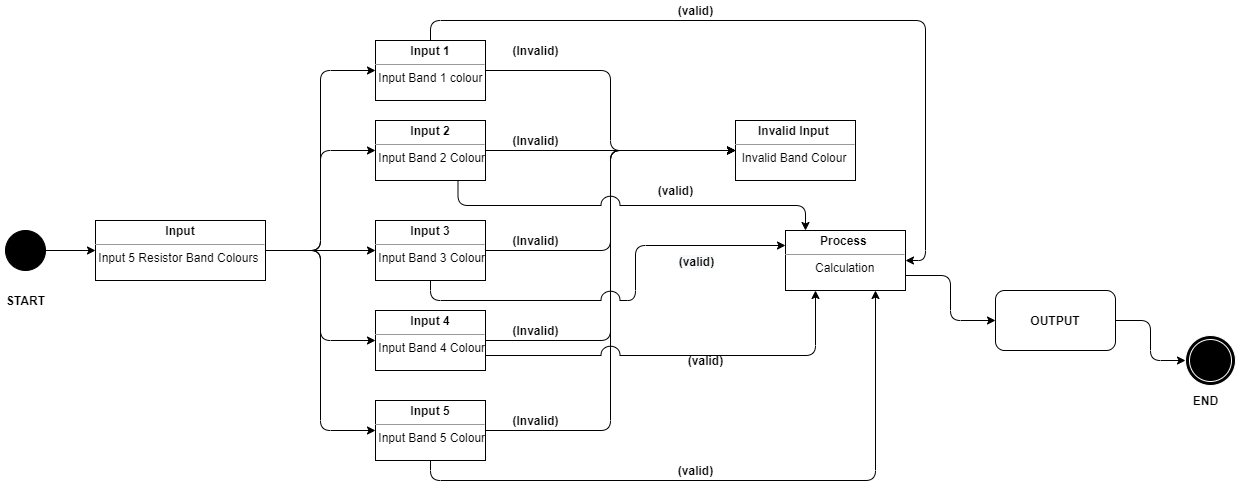 (valid)
Input 1
(Invalid)
Input Band 1 colour
Input 2
(Invalid)
Input Band 2 Colour
Invalid Input
Invalid Band Colour
(valid)
Input
Input 5 Resistor Band Colours
START
Input 3
(Invalid)
Input Band 3 Colour
(valid)
Process
Calculation
Input 4
(Invalid)
Input Band 4 Colour
(valid)
OUTPUT
END
Input 5
(Invalid)
Input Band 5 Colour
(valid)